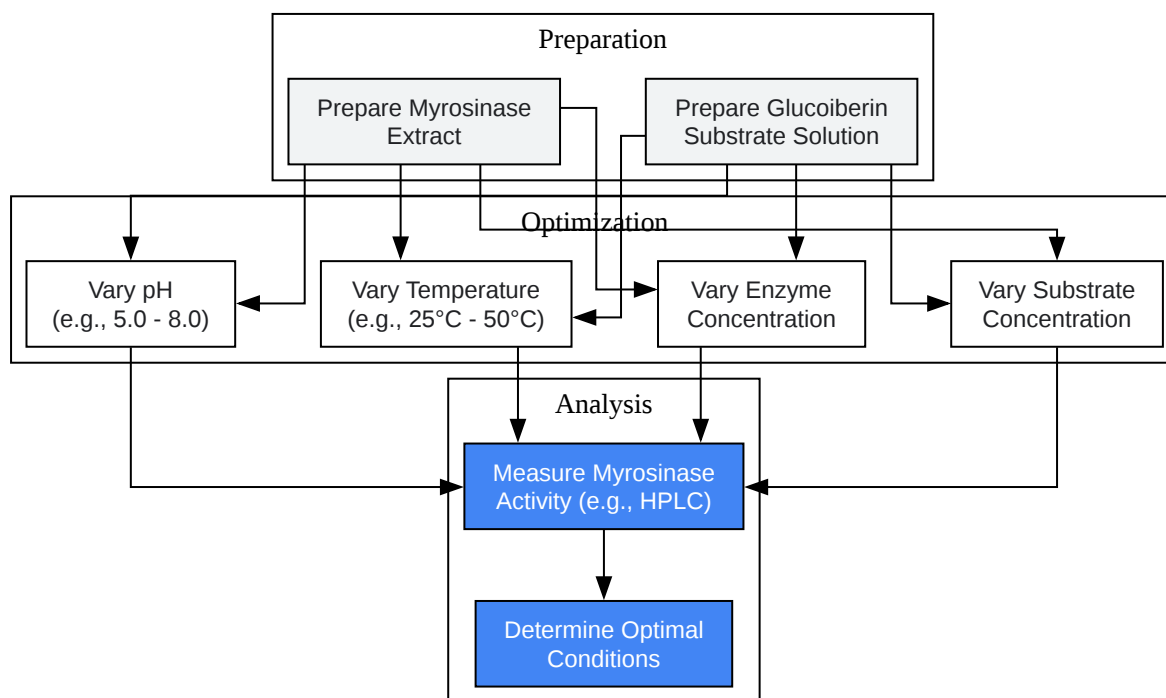 Preparation
Prepare Myrosinase
Extract
Prepare Glucoiberin
Substrate Solution
Optimization
Vary pH
(e.g., 5.0 - 8.0)
Vary Temperature
(e.g., 25°C - 50°C)
Vary Enzyme
Concentration
Vary Substrate
Concentration
Analysis
Measure Myrosinase
Activity (e.g., HPLC)
Determine Optimal
Conditions